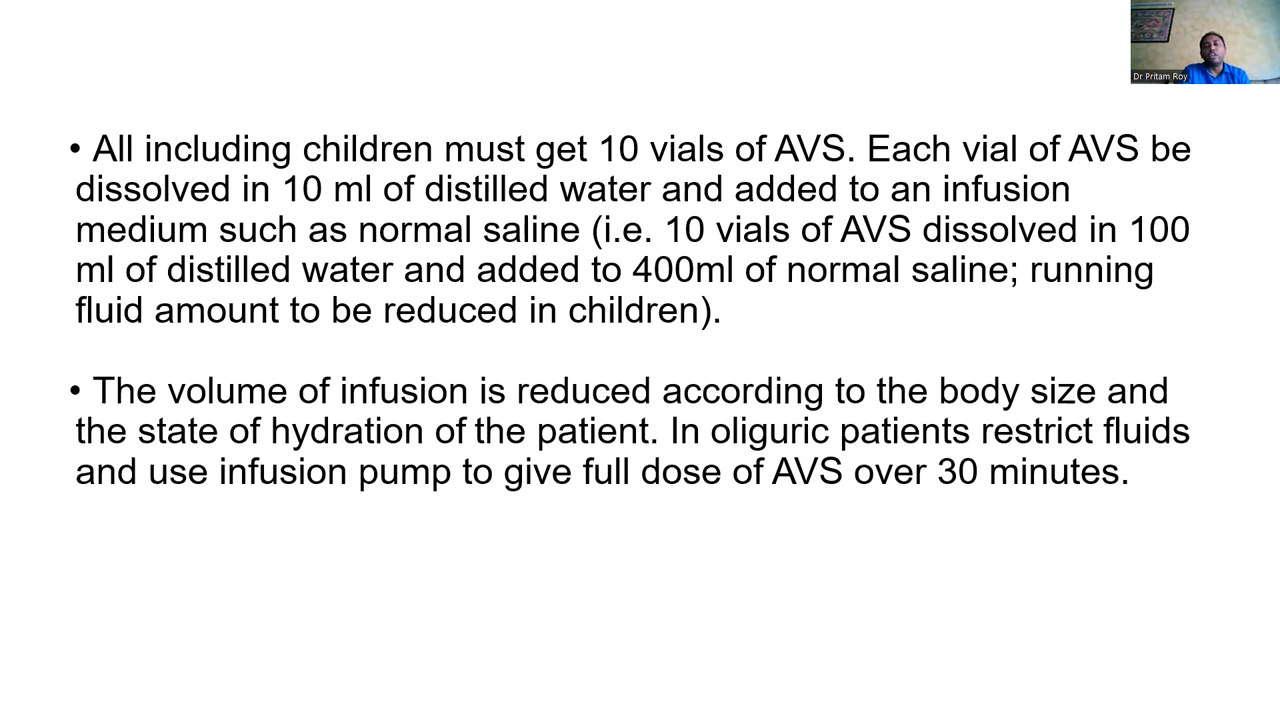 Dr Pritam Roy
• All including children must get 10 vials of AVS. Each vial of AVS be
dissolved in 10 ml of distilled water and added to an infusion
medium such as normal saline (i.e. 10 vials of AVS dissolved in 100
ml of distilled water and added to 400ml of normal saline; running
fluid amount to be reduced in children).
• The volume of infusion is reduced according to the body size and
the state of hydration of the patient. In oliguric patients restrict fluids
and use infusion pump to give full dose of AVS over 30 minutes.